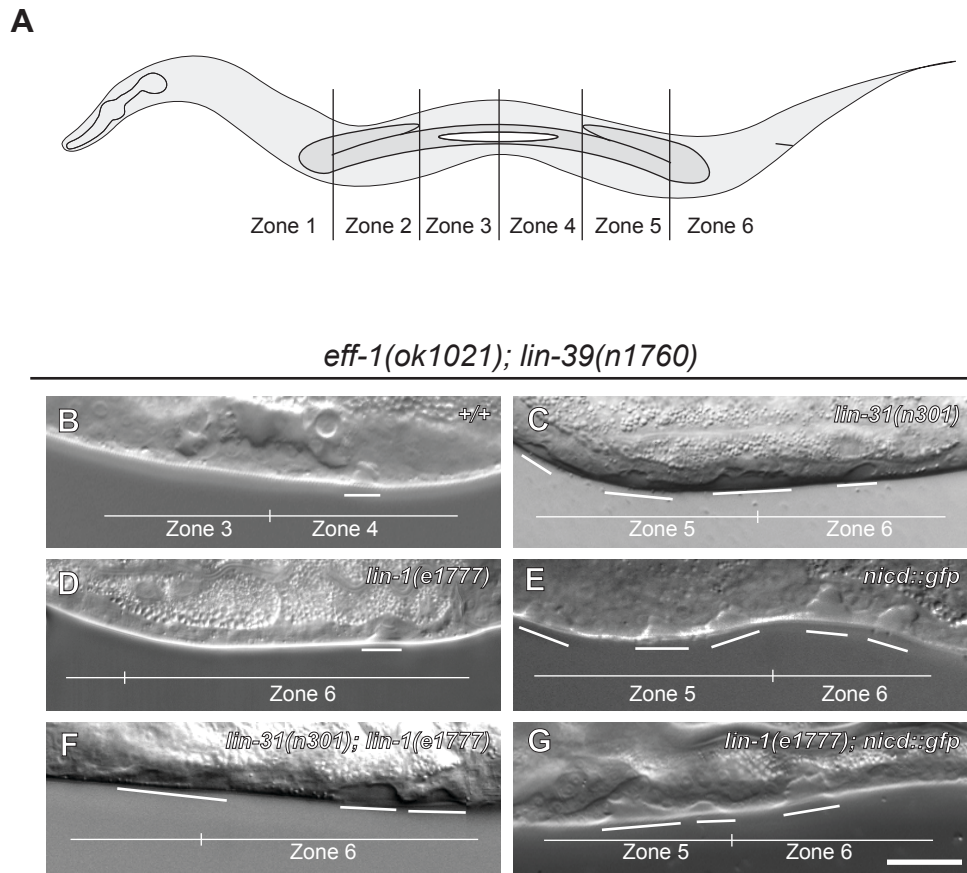 A
Zone 1 Zone 2 Zone 3 Zone 4 Zone 5 Zone 6
eff-1(ok1021); lin-39(n1760)
B +/+
Zone 3 Zone 4
C lin-31(n301)
Zone 5 Zone 6
D lin-1(e1777)
Zone 6
E nicd::gfp
Zone 5 Zone 6
F lin-31(n301); lin-1(e1777)
Zone 6
G lin-1(e1777); nicd::gfp
Zone 5 Zone 6